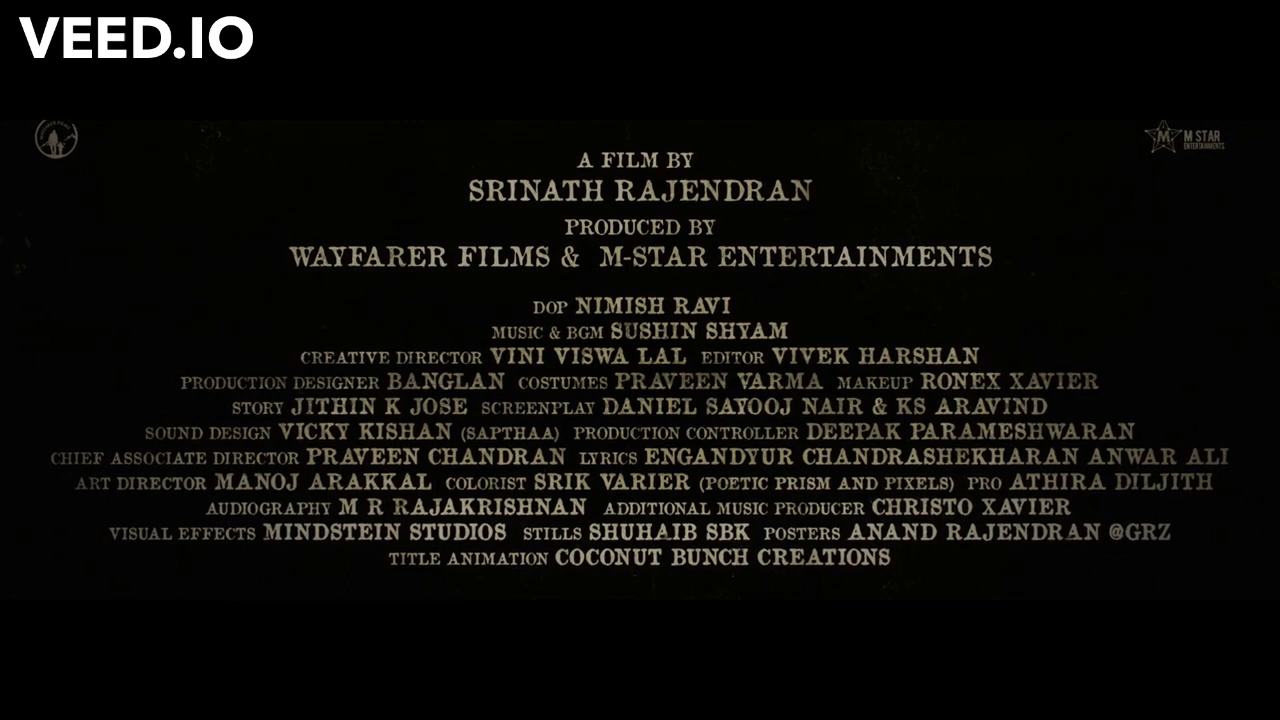 VEED.IO
M STAR
ENTERTAINMENTS
A FILM BY
SRINATH RAJENDRAN
PRODUCED BY
WAYFARER FILMS & M-STAR ENTERTAINMENTS
DOP NIMISH RAVI
MUSIC & BGM SUSHIN SHYAM
CREATIVE DIRECTOR VINI VISWA LAL EDITOR VIVEK HARSHAN
PRODUCTION DESIGNER BANGLAN COSTUMES PRAVEEN VARMA MAKEUP RONEX XAVIER
STORY JITHIN K JOSE SCREENPLAY DANIEL SAYOOJ NAIR & KS ARAVIND
SOUND DESIGN VICKY KISHAN (SAPTHAA) PRODUCTION CONTROLLER DEEPAK PARAMESHWARAN
CHIEF ASSOCIATE DIRECTOR PRAVEEN CHANDRAN LYRICS ENGANDYUR CHANDRASHEKHARAN ANWAR ALI
ART DIRECTOR MANOJ ARAKKAL COLORIST SRIK VARIER (POETIC PRISM AND PIXELS) PRO ATHIRA DILJITH
AUDIOGRAPHY M R RAJAKRISHNAN ADDITIONAL MUSIC PRODUCER CHRISTO XAVIER
VISUAL EFFECTS MINDSTEIN STUDIOS STILLS SHUHAIB SBK POSTERS ANAND RAJENDRAN @GRZ
TITLE ANIMATION COCONUT BUNCH CREATIONS